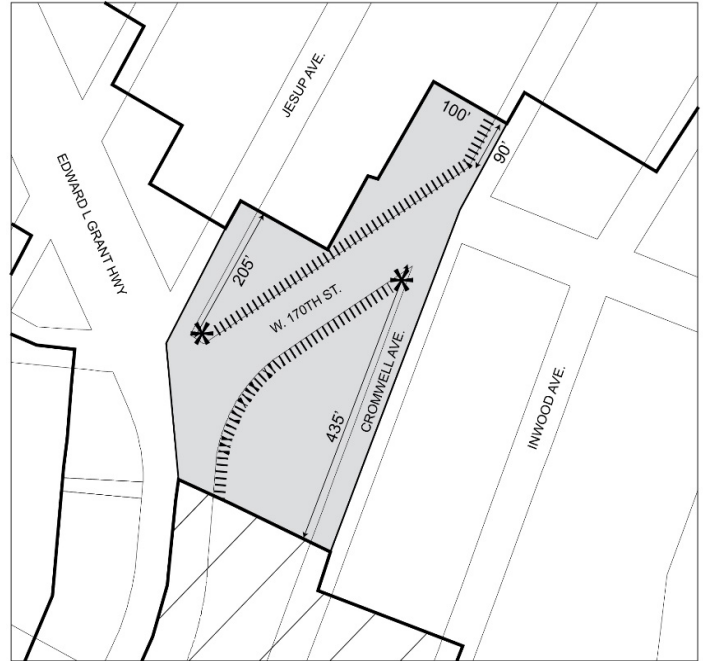 JESUP AVE.
100'
90'
EDWARD L GRANT HWY
205'
W. 170TH ST.
CROMWELL AVE.
435'
INWOOD AVE.